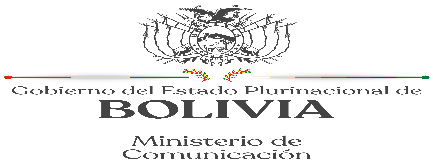 Gobierno del Estado Plurinacional de
BOLIVIA
Ministerio de
Comunicación